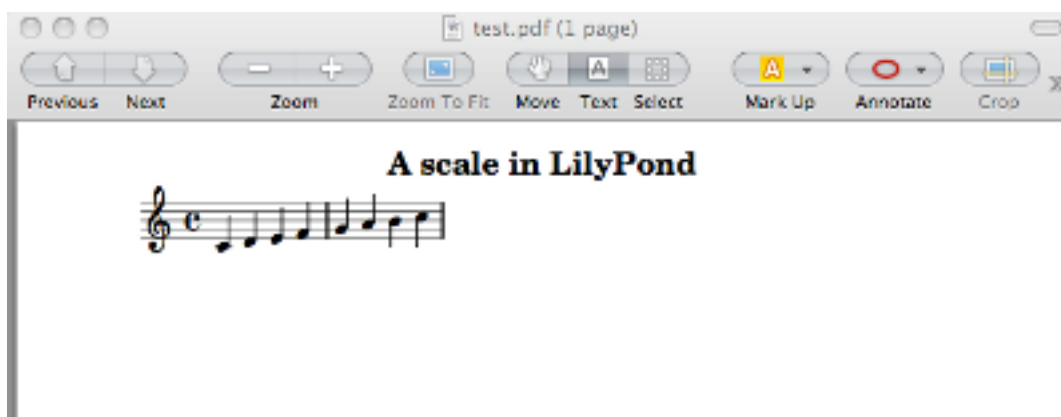 test.pdf (1 page)
Previous Next Zoom Zoom To Fit Move Text Select Mark Up Annotate Crop
A scale in LilyPond